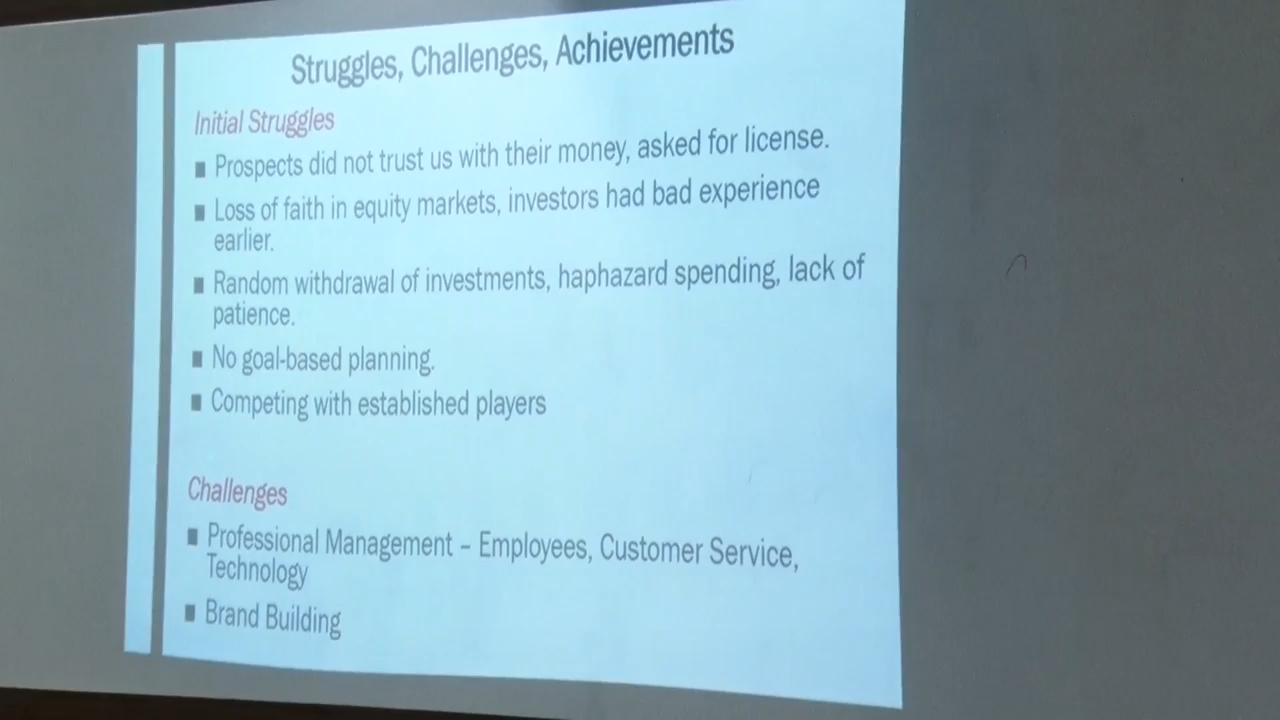 Struggles, Challenges, Achievements
Initial Struggles
■ Prospects did not trust us with their money, asked for license.
■ Loss of faith in equity markets, investors had bad experience
earlier.
■ Random withdrawal of investments, haphazard spending, lack of
patience.
■ No goal-based planning.
■ Competing with established players
Challenges
■ Professional Management – Employees, Customer Service,
Technology
■ Brand Building